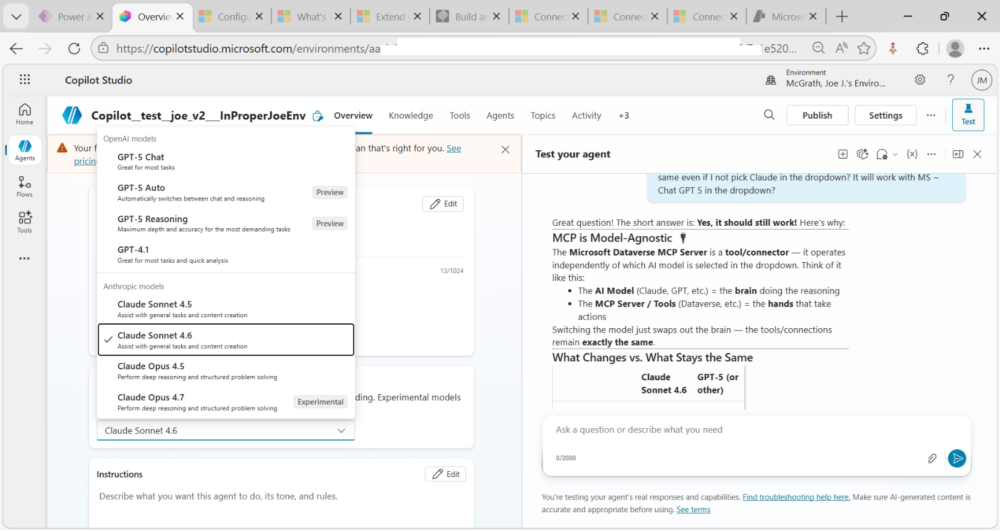 Power A
Overvie
Configu
What's
Extend
Build an
Connec
Connec
Connec
Microso
https://copilotstudio.microsoft.com/environments/aa
1e520...
Copilot Studio
Environment
McGrath, Joe J.'s Enviro...
JM
Home
Agents
Flows
Tools
Copilot__test__joe_v2___InProperJoeEnv
Overview
Knowledge
Tools
Agents
Topics
Activity
+3
Publish
Settings
Test
Your f
an that's right for you. See
pricin
OpenAI models
GPT-5 Chat
Great for most tasks
GPT-5 Auto
Automatically switches between chat and reasoning
Preview
GPT-5 Reasoning
Maximum depth and accuracy for the most demanding tasks
Preview
GPT-4.1
Great for most tasks and quick analysis
Anthropic models
Claude Sonnet 4.5
Assist with general tasks and content creation
Claude Sonnet 4.6
Assist with general tasks and content creation
Claude Opus 4.5
Perform deep reasoning and structured problem solving
Claude Opus 4.7
Perform deep reasoning and structured problem solving
Experimental
Edit
13/1024
ding. Experimental models
Claude Sonnet 4.6
Instructions
Edit
Describe what you want this agent to do, its tone, and rules.
Test your agent
{x}
same even if I not pick Claude in the dropdown? It will work with MS ~
Chat GPT 5 in the dropdown?
Great question! The short answer is: Yes, it should still work! Here's why:
MCP is Model-Agnostic
The Microsoft Dataverse MCP Server is a tool/connector — it operates
independently of which AI model is selected in the dropdown. Think of it
like this:
• The AI Model (Claude, GPT, etc.) = the brain doing the reasoning
• The MCP Server / Tools (Dataverse, etc.) = the hands that take
actions
Switching the model just swaps out the brain — the tools/connections
remain exactly the same.
What Changes vs. What Stays the Same
Claude
Sonnet 4.6
GPT-5 (or
other)
Ask a question or describe what you need
0/2000
You're testing your agent's real responses and capabilities. Find troubleshooting help here. Make sure AI-generated content is
accurate and appropriate before using. See terms